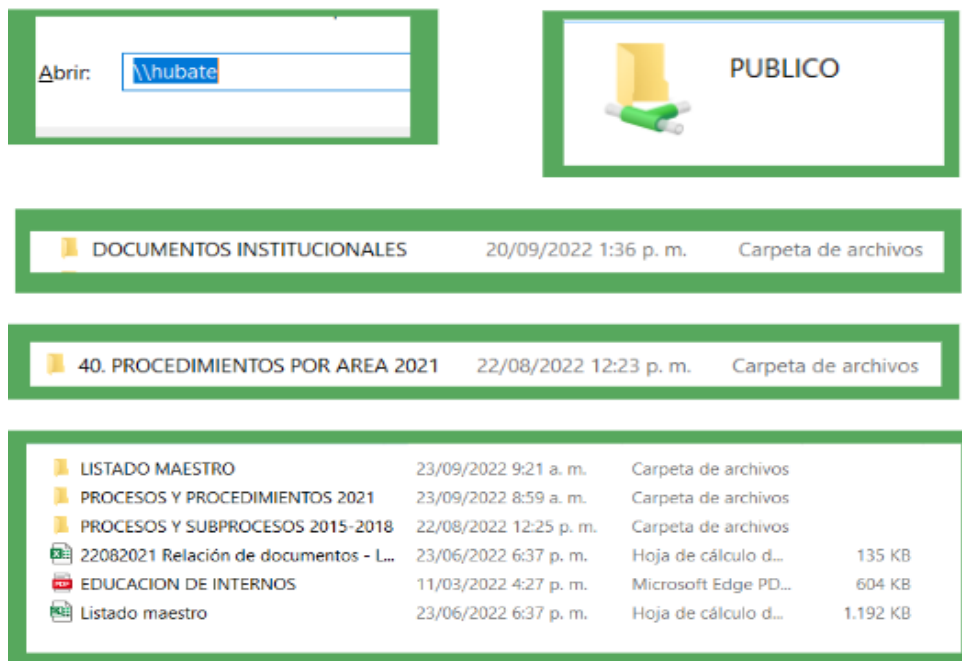 Abrir: \\hubate
PUBLICO
DOCUMENTOS INSTITUCIONALES 20/09/2022 1:36 p. m. Carpeta de archivos
40. PROCEDIMIENTOS POR AREA 2021 22/08/2022 12:23 p. m. Carpeta de archivos
LISTADO MAESTRO 23/09/2022 9:21 a. m. Carpeta de archivos
PROCESOS Y PROCEDIMIENTOS 2021 23/09/2022 8:59 a. m. Carpeta de archivos
PROCESOS Y SUBPROCESOS 2015-2018 22/08/2022 12:25 p. m. Carpeta de archivos
22082021 Relación de documentos - L... 23/06/2022 6:37 p. m. Hoja de cálculo d... 135 KB
EDUCACION DE INTERNOS 11/03/2022 4:27 p. m. Microsoft Edge PD... 604 KB
Listado maestro 23/06/2022 6:37 p. m. Hoja de cálculo d... 1.192 KB